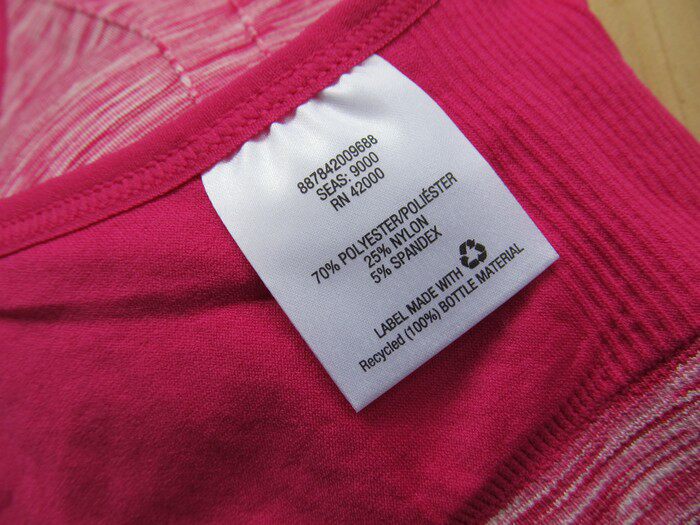 887842009688
SEAS: 9000
RN 42000
70% POLYESTER/POLIÉSTER
25% NYLON
5% SPANDEX
LABEL MADE WITH
Recycled (100%) BOTTLE MATERIAL